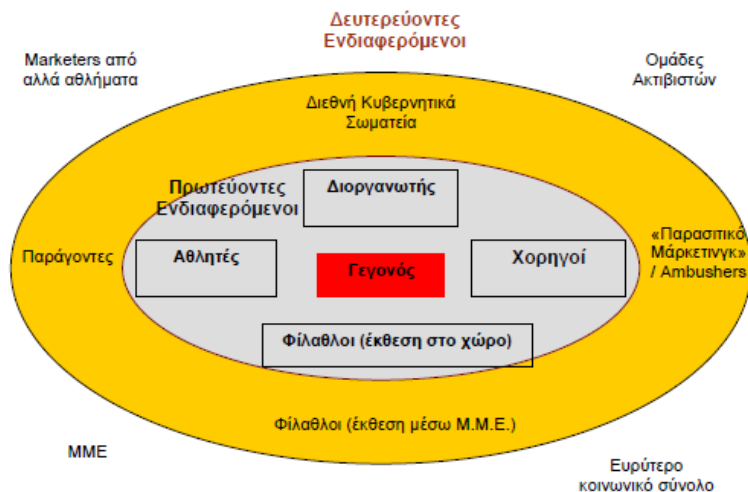 Δευτερεύοντες
Ενδιαφερόμενοι
Marketers από
άλλα αθλήματα
Ομάδες
Ακτιβιστών
Διεθνή Κυβερνητικά
Σωματεία
Πρωτεύοντες
Ενδιαφερόμενοι
Διοργανωτής
Παράγοντες
Αθλητές
Γεγονός
Χορηγοί
«Παρασιτικό
Μάρκετινγκ»
/ Ambushers
Φίλαθλοι (έκθεση στο χώρο)
Φίλαθλοι (έκθεση μέσω Μ.Μ.Ε.)
ΜΜΕ
Ευρύτερο
κοινωνικό σύνολο